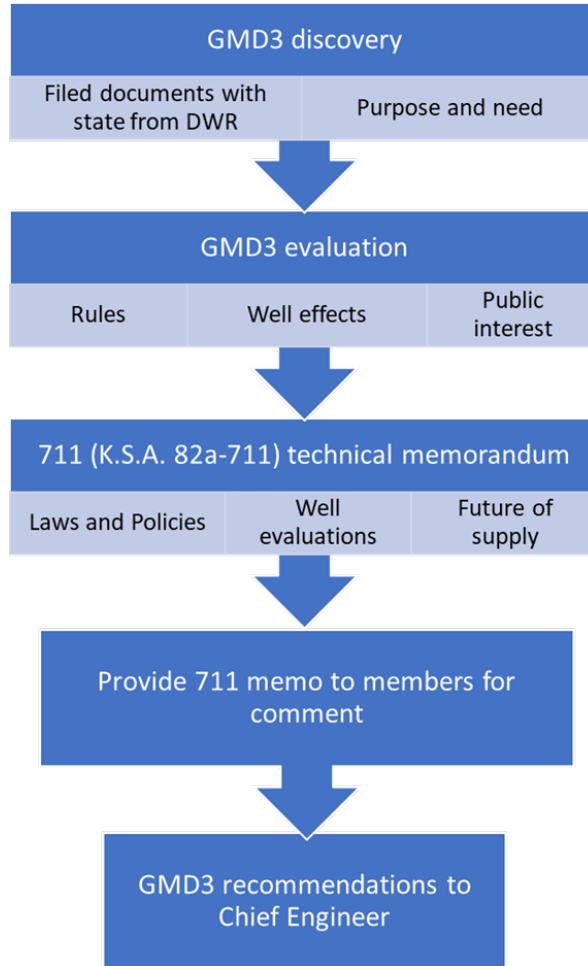 GMD3 discovery
Filed documents with
state from DWR
Purpose and need
GMD3 evaluation
Rules
Well effects
Public
interest
711 (K.S.A. 82a-711) technical memorandum
Laws and Policies
Well
evaluations
Future of
supply
Provide 711 memo to members for
comment
GMD3 recommendations to
Chief Engineer